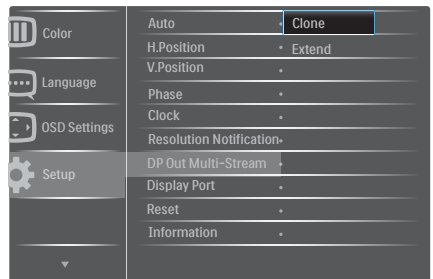 Color
Language
OSD Settings
Setup
Auto
H.Position
V.Position
Phase
Clock
Resolution Notification
DP Out Multi-Stream
Display Port
Reset
Information
Clone
Extend